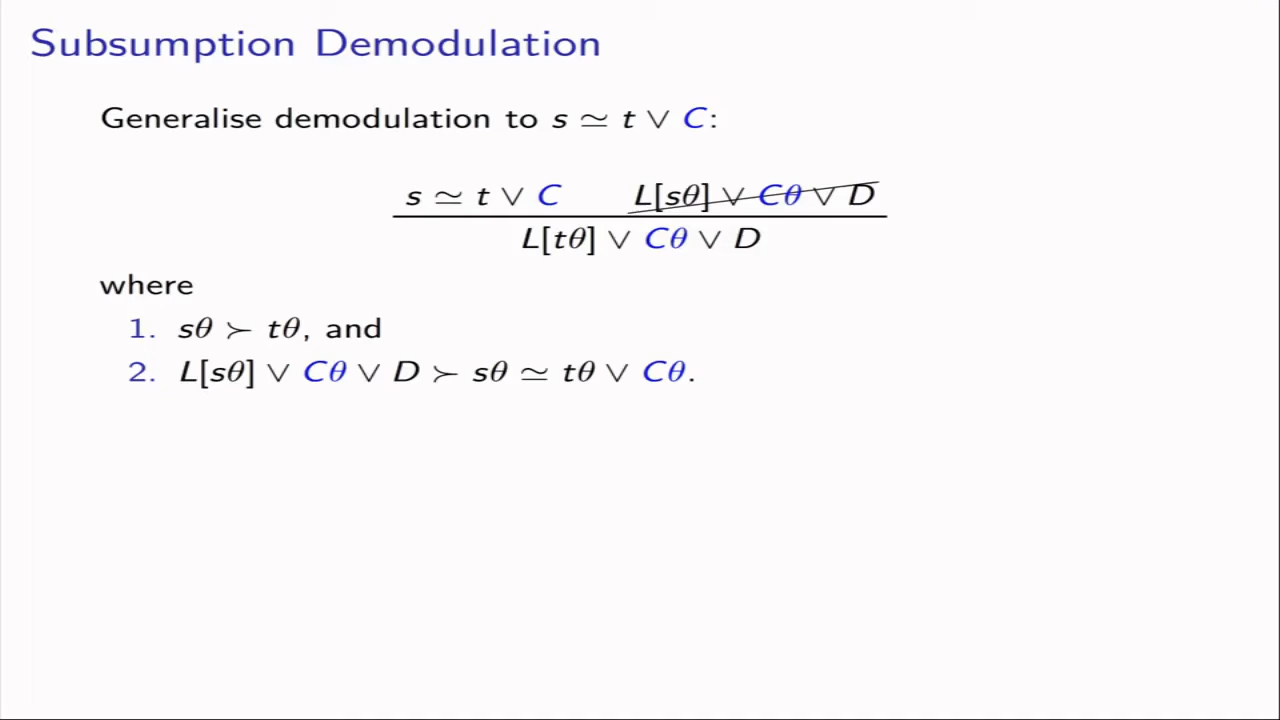 Subsumption Demodulation
Generalise demodulation to s ≃ t ∨ C:
s ≃ t ∨ C L[sθ] ∨ Cθ ∨ D
L[tθ] ∨ Cθ ∨ D
where
1. sθ ≻ tθ, and
2. L[sθ] ∨ Cθ ∨ D ≻ sθ ≃ tθ ∨ Cθ.